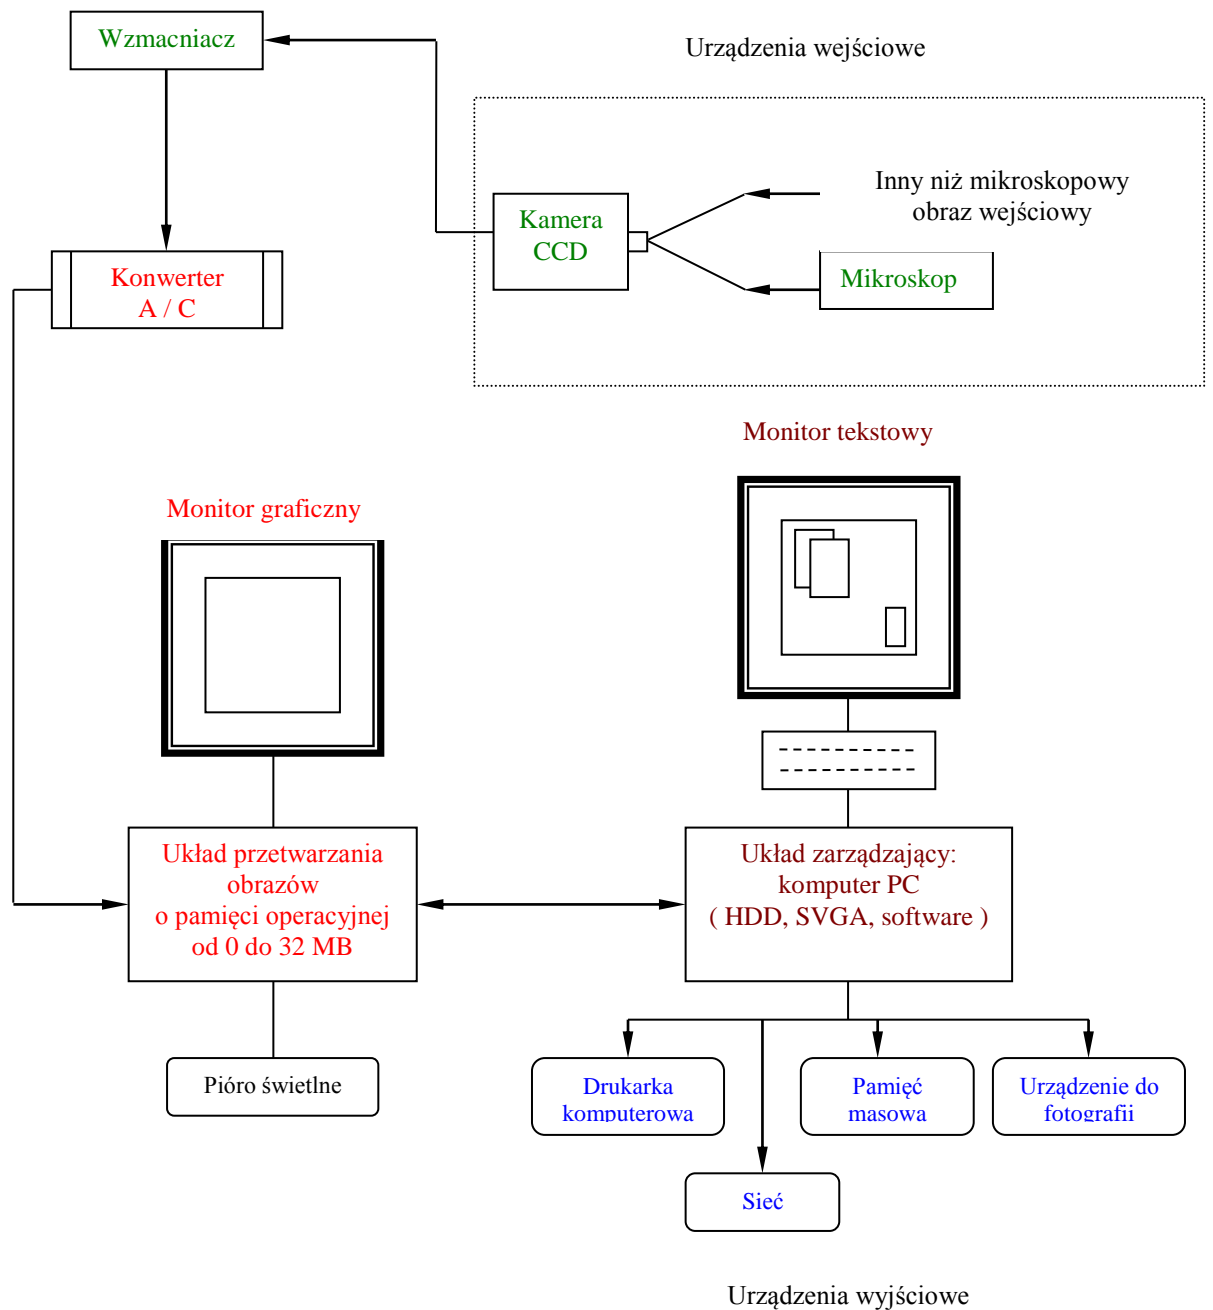 Wzmacniacz
Urządzenia wejściowe
Inny niż mikroskopowy
obraz wejściowy
Kamera
CCD
Mikroskop
Konwerter
A / C
Monitor tekstowy
Monitor graficzny
Układ przetwarzania
obrazów
o pamięci operacyjnej
od 0 do 32 MB
Układ zarządzający:
komputer PC
( HDD, SVGA, software )
Pióro świetlne
Drukarka
komputerowa
Pamięć
masowa
Urządzenie do
fotografii
Sieć
Urządzenia wyjściowe